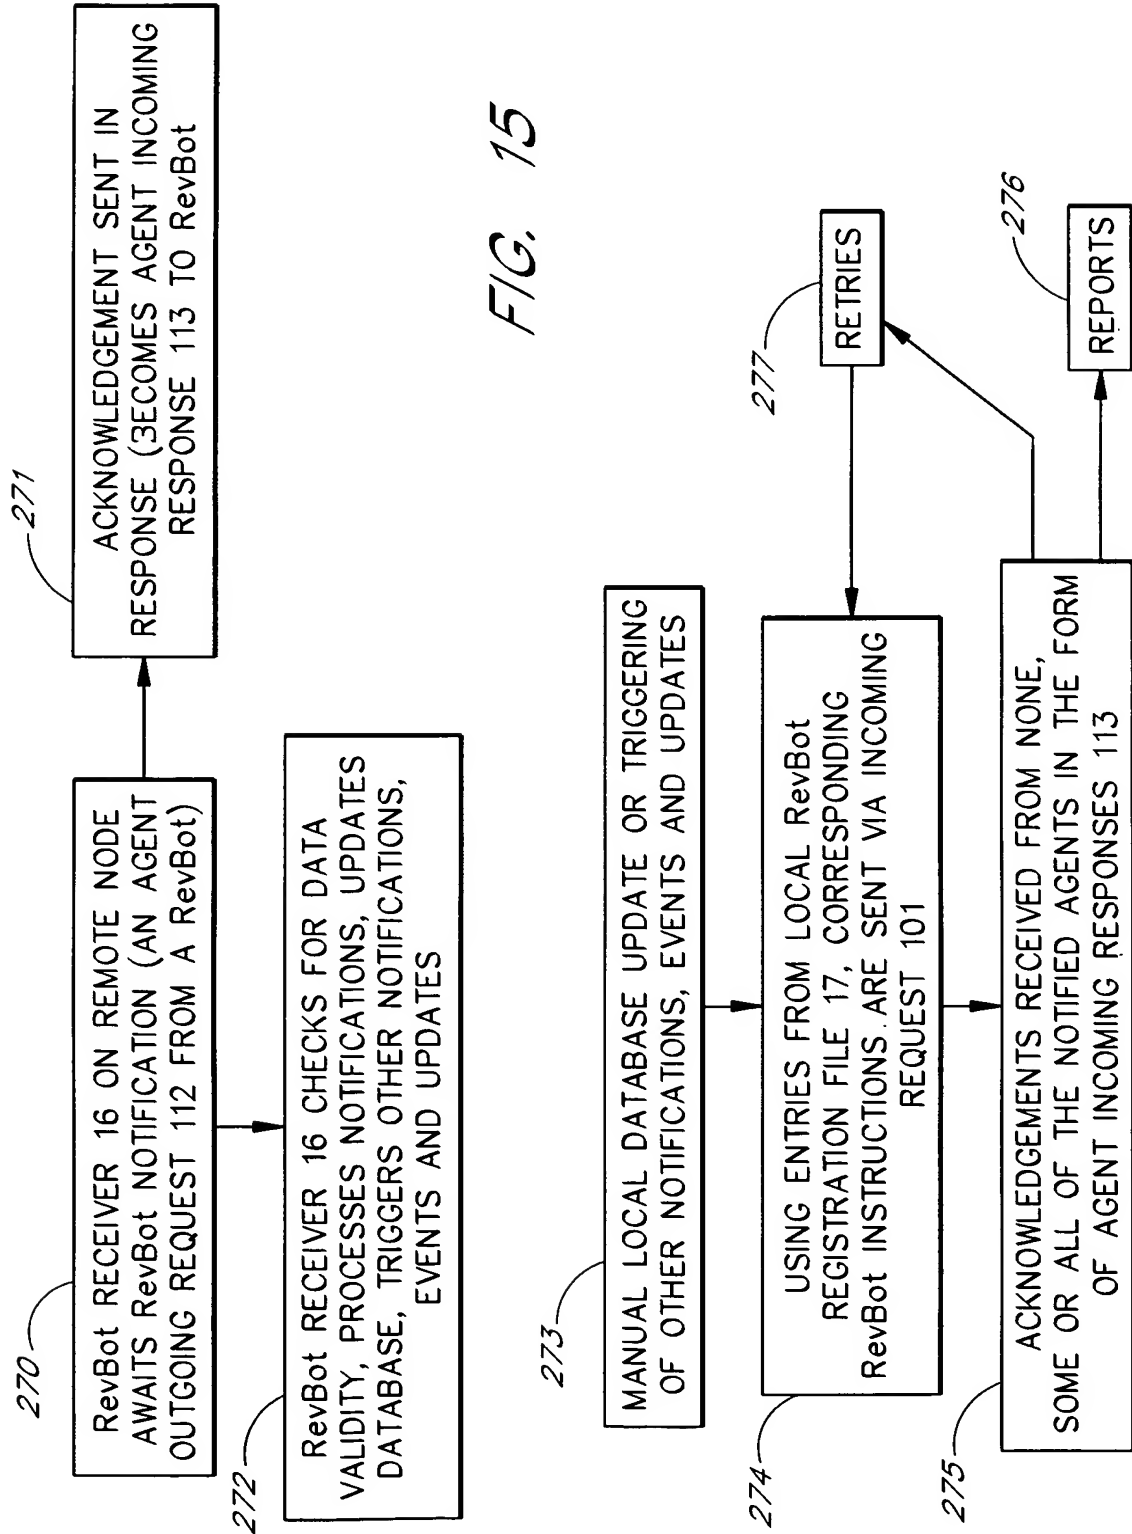 270
RevBot RECEIVER 16 ON REMOTE NODE
AWAITS RevBot NOTIFICATION (AN AGENT
OUTGOING REQUEST 112 FROM A RevBot)
271
ACKNOWLEDGEMENT SENT IN
RESPONSE (3ECOMES AGENT INCOMING
RESPONSE 113 TO RevBot
272
RevBot RECEIVER 16 CHECKS FOR DATA
VALIDITY, PROCESSES NOTIFICATIONS, UPDATES
DATABASE, TRIGGERS OTHER NOTIFICATIONS,
EVENTS AND UPDATES
FIG. 15
273
MANUAL LOCAL DATABASE UPDATE OR TRIGGERING
OF OTHER NOTIFICATIONS, EVENTS AND UPDATES
274
USING ENTRIES FROM LOCAL RevBot
REGISTRATION FILE 17, CORRESPONDING
RevBot INSTRUCTIONS.ARE SENT VIA INCOMING
REQUEST 101
277
RETRIES
275
ACKNOWLEDGEMENTS RECEIVED FROM NONE,
SOME OR ALL OF THE NOTIFIED AGENTS IN THE FORM
OF AGENT INCOMING RESPONSES 113
276
REPORTS